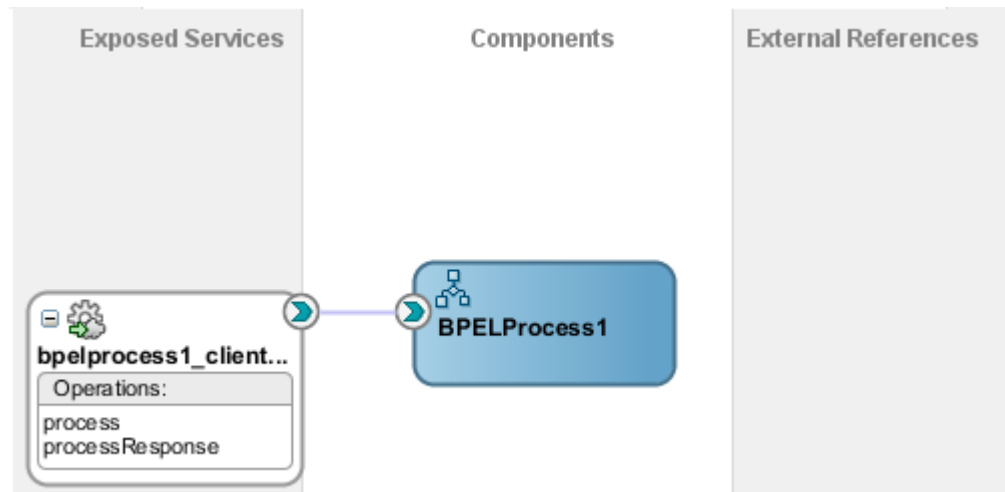 Exposed Services
Components
External References
BPELProcess1
bpelprocess1_client...
Operations:
process
processResponse